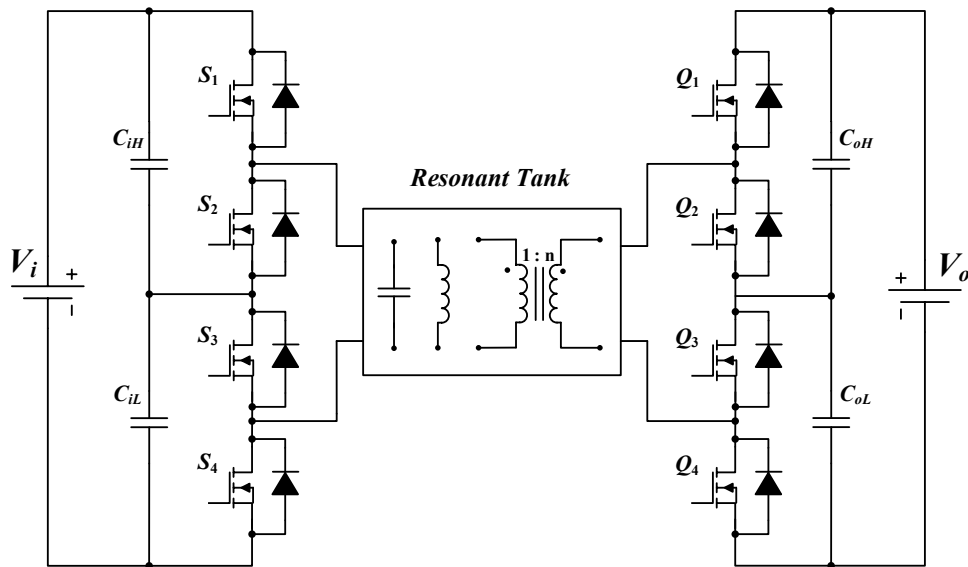 S1
Q1
CiH
CoH
Resonant Tank
S2
Q2
1 : n
Vi
+
−
+
−
Vo
S3
Q3
CiL
CoL
S4
Q4